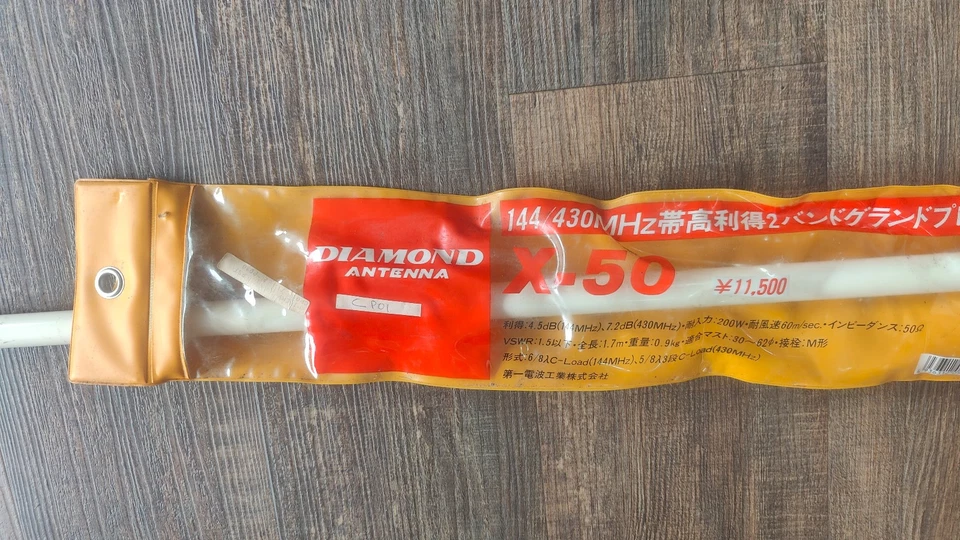 DIAMOND
ANTENNA
C P01
144/430MHz帯高利得2バンドグランドプ
X-50
¥11,500
利得:4.5dB(144MHz)、7.2dB(430MHz)・耐入力:200W・耐風速60m/sec.・インピーダンス:50Ω
VSWR:1.5以下・全長:1.7m・重量:0.9kg・適合マスト:30〜62φ・接栓:M形
形式:6/8λC-Load(144MHz)、5/8λ3段C-Load(430MHz)
第一電波工業株式会社